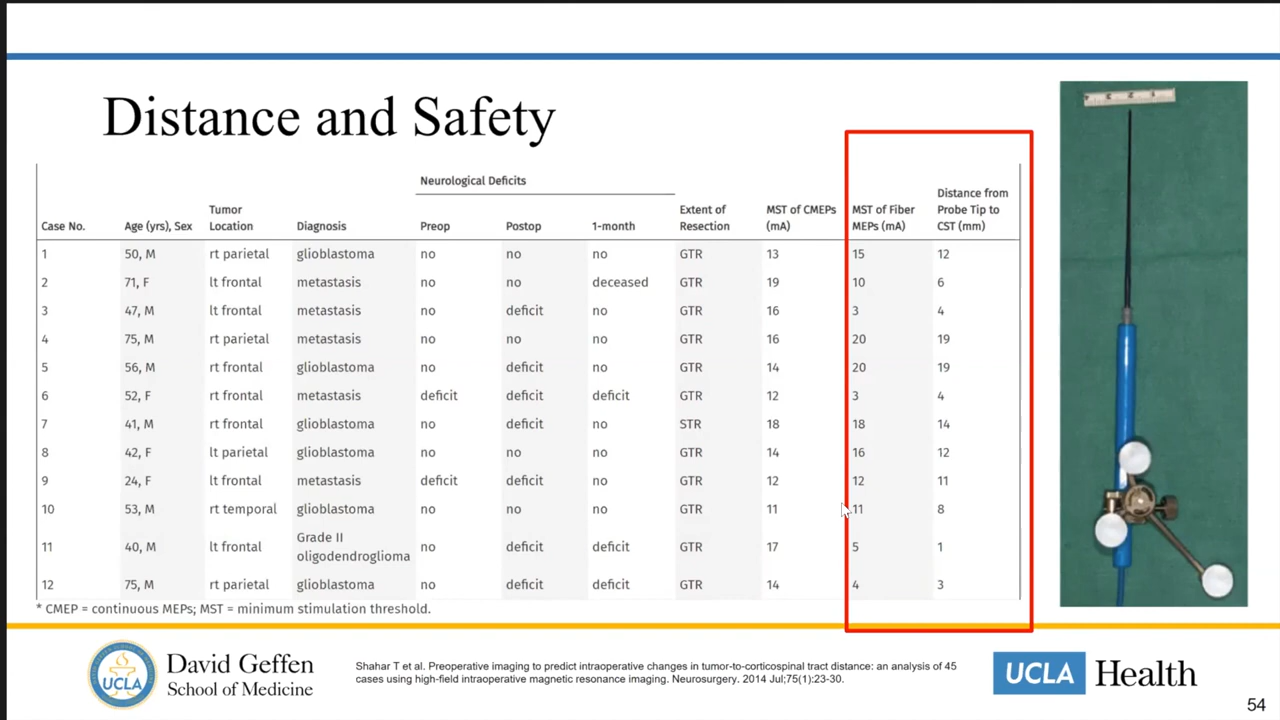 Distance and Safety
Neurological Deficits
Case No. Age (yrs), Sex Tumor Location Diagnosis Preop Postop 1-month Extent of Resection MST of CMEPs (mA) MST of Fiber MEPs (mA) Distance from Probe Tip to CST (mm)
1 50, M rt parietal glioblastoma no no no GTR 13 15 12
2 71, F lt frontal metastasis no no deceased GTR 19 10 6
3 47, M lt frontal metastasis no deficit no GTR 16 3 4
4 75, M rt parietal metastasis no no no GTR 16 20 19
5 56, M rt frontal glioblastoma no deficit no GTR 14 20 19
6 52, F rt frontal metastasis deficit deficit deficit GTR 12 3 4
7 41, M rt frontal glioblastoma no deficit no STR 18 18 14
8 42, F lt parietal glioblastoma no no no GTR 14 16 12
9 24, F lt frontal metastasis deficit deficit no GTR 12 12 11
10 53, M rt temporal glioblastoma no no no GTR 11 11 8
11 40, M lt frontal Grade II oligodendroglioma no deficit deficit GTR 17 5 1
12 75, M rt parietal glioblastoma no deficit deficit GTR 14 4 3
* CMEP = continuous MEPs; MST = minimum stimulation threshold.
UCLA
David Geffen
School of Medicine
Shahar T et al. Preoperative imaging to predict intraoperative changes in tumor-to-corticospinal tract distance: an analysis of 45
cases using high-field intraoperative magnetic resonance imaging. Neurosurgery. 2014 Jul;75(1):23-30.
UCLA Health
54